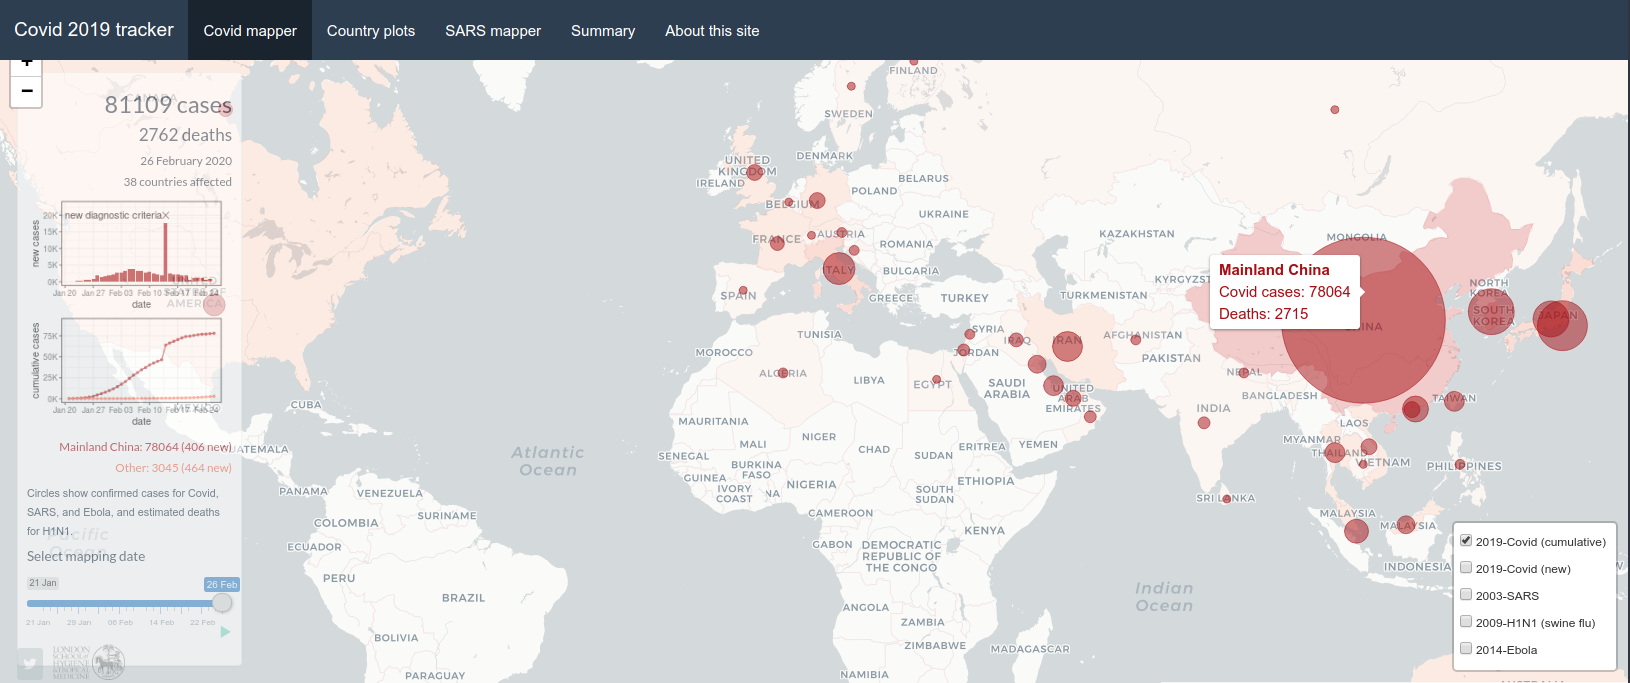 Covid 2019 tracker
Covid mapper
Country plots
SARS mapper
Summary
About this site
+
−
81109 cases
2762 deaths
26 February 2020
38 countries affected
new diagnostic criteria
new cases
20K
15K
10K
5K
0K
Jan 20 Jan 27 Feb 03 Feb 10 Feb 17 Feb 24
date
cumulative cases
75K
50K
25K
0K
Jan 20 Jan 27 Feb 03 Feb 10 Feb 17 Feb 24
date
Mainland China: 78064 (406 new)
Other: 3045 (464 new)
Circles show confirmed cases for Covid,
SARS, and Ebola, and estimated deaths
for H1N1.
Select mapping date
21 Jan
26 Feb
21 Jan 29 Jan 06 Feb 14 Feb 22 Feb
LONDON
SCHOOL of
HYGIENE
&TROPICAL
MEDICINE
CANADA
AMERICA
MEXICO
CUBA
GUATEMALA
PANAMA
VENEZUELA
COLOMBIA
SURINAME
ECUADOR
PERU
BRAZIL
BOLIVIA
PARAGUAY
Pacific
Ocean
Atlantic
Ocean
FINLAND
SWEDEN
DENMARK
UNITED
KINGDOM
IRELAND
BELARUS
POLAND
BELGIUM
UKRAINE
FRANCE
AUSTRIA
ROMANIA
ITALY
BULGARIA
SPAIN
GREECE
TURKEY
KAZAKHSTAN
MONGOLIA
KYRGYZST
TURKMENISTAN
TUNISIA
SYRIA
IRAQ
IRAN
AFGHANISTAN
MOROCCO
JORDAN
PAKISTAN
ALGERIA
LIBYA
EGYPT
SAUDI
ARABIA
UNITED
ARAB
EMIRATES
NEPAL
BANGLADESH
INDIA
MAURITANIA
MALI
NIGER
CHAD
SUDAN
ERITREA
YEMEN
SENEGAL
BURKINA
FASO
GUINEA
IVORY
COAST
NA
NIGERIA
SOUTH
SUDAN
ETHIOPIA
CAMEROON
KENYA
GABON
DEMOCRATIC
REPUBLIC OF
THE CONGO
ANGOLA
ZAMBIA
ZIMBABWE
NAMIBIA
MADAGASCAR
Indian
Ocean
Mainland China
Covid cases: 78064
Deaths: 2715
CHINA
NORTH
KOREA
SOUTH
KOREA
JAPAN
TAIWAN
LAOS
MYANMAR
THAILAND
VIETNAM
PHILIPPINES
SRI LANKA
MALAYSIA
MALAYSIA
INDONESIA
2019-Covid (cumulative)
2019-Covid (new)
2003-SARS
2009-H1N1 (swine flu)
2014-Ebola